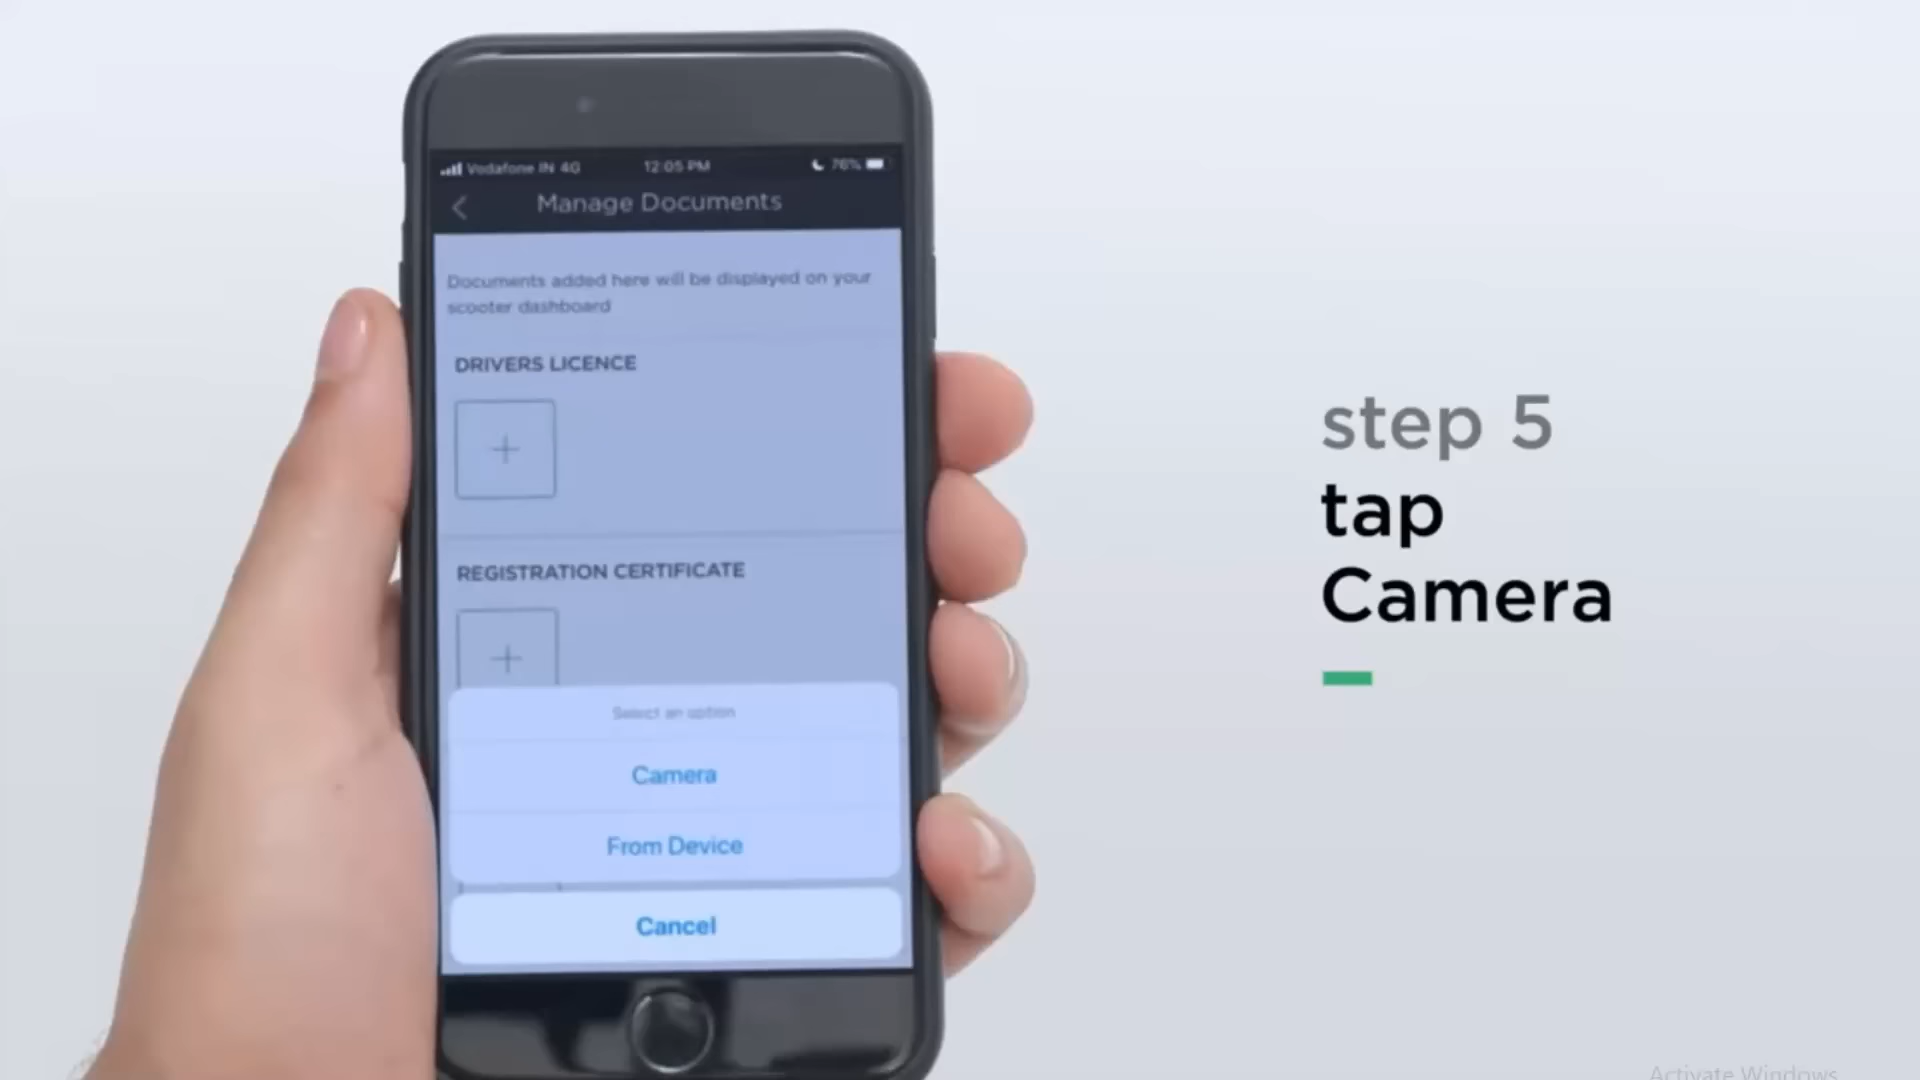 Vodafone IN 4G 12:05 PM 76%
Manage Documents
Documents added here will be displayed on your
scooter dashboard
DRIVERS LICENCE
REGISTRATION CERTIFICATE
Select an option
Camera
From Device
Cancel
step 5
tap
Camera
Activate Windows